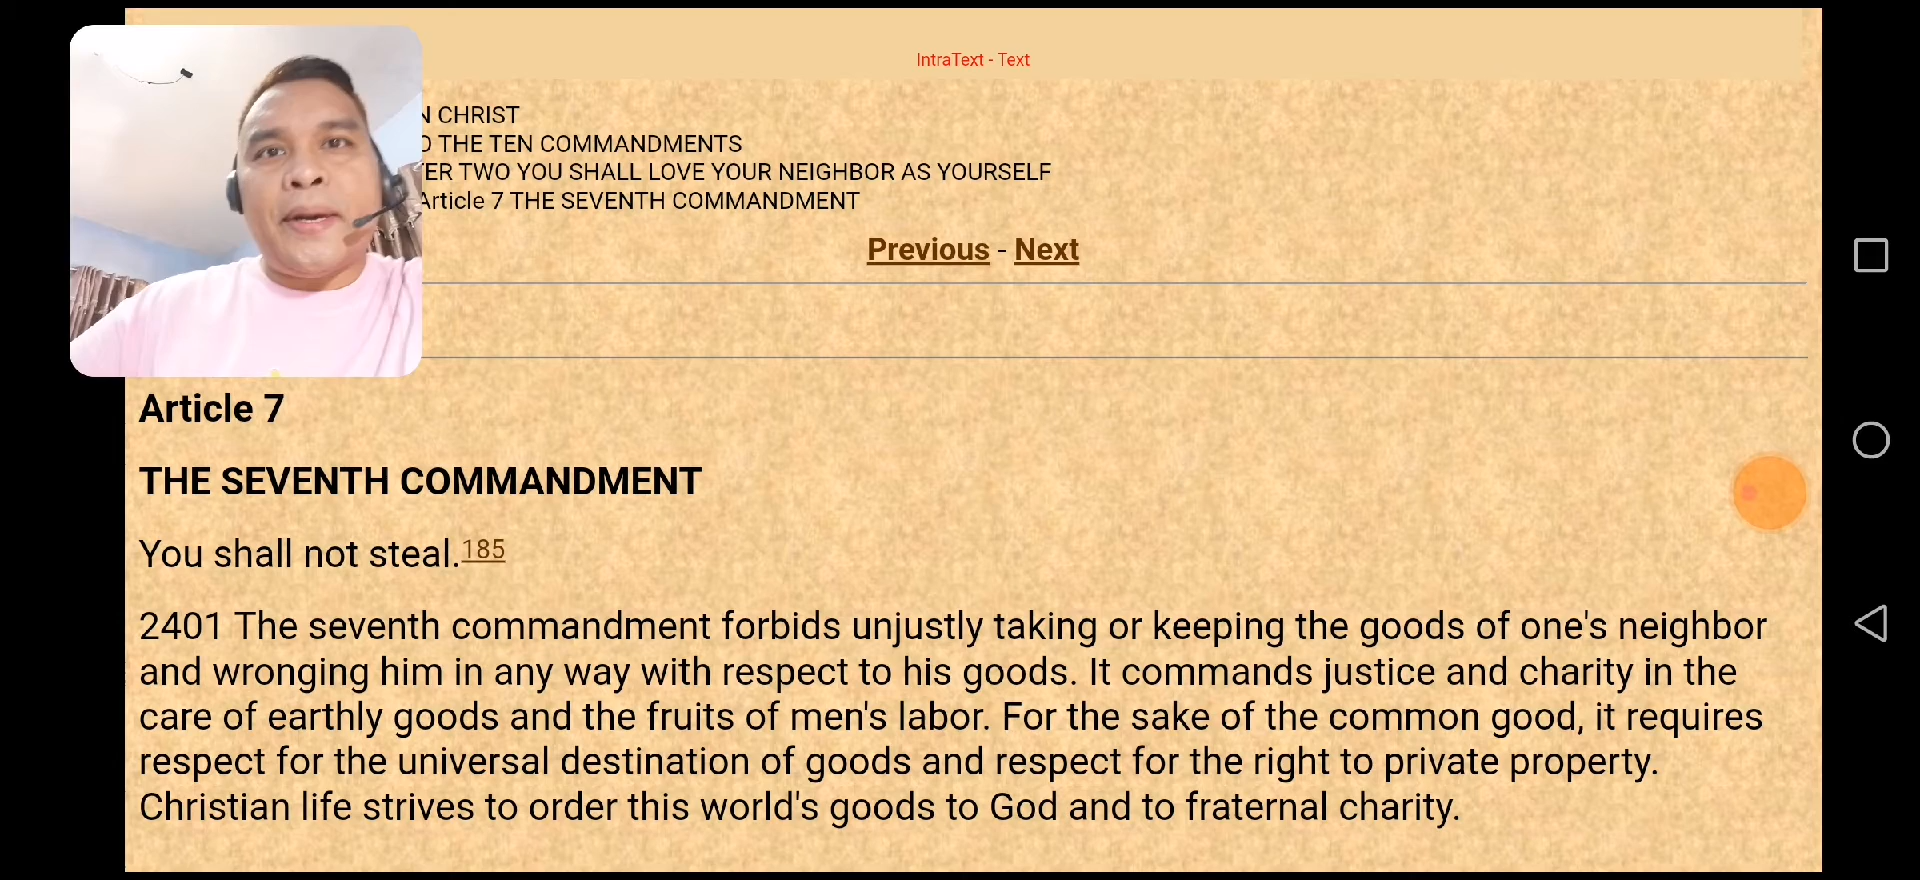 IntraText - Text
CHRIST
THE TEN COMMANDMENTS
TWO YOU SHALL LOVE YOUR NEIGHBOR AS YOURSELF
Article 7 THE SEVENTH COMMANDMENT
Previous - Next
Article 7
THE SEVENTH COMMANDMENT
You shall not steal.185
2401 The seventh commandment forbids unjustly taking or keeping the goods of one's neighbor
and wronging him in any way with respect to his goods. It commands justice and charity in the
care of earthly goods and the fruits of men's labor. For the sake of the common good, it requires
respect for the universal destination of goods and respect for the right to private property.
Christian life strives to order this world's goods to God and to fraternal charity.